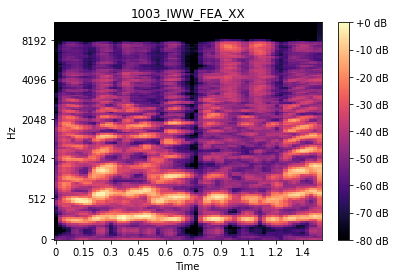 1003_IWW_FEA_XX
8192
4096
2048
1024
512
0
Hz
0 0.15 0.3 0.45 0.6 0.75 0.9 1.1 1.2 1.4
Time
+0 dB
-10 dB
-20 dB
-30 dB
-40 dB
-50 dB
-60 dB
-70 dB
-80 dB